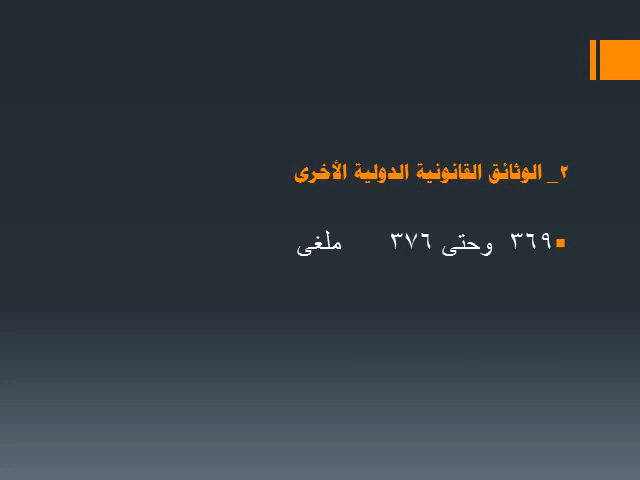 ٢_ الوثائق القانونية الدولية الأخرى
٣٦٩ وحتى ٣٧٦ ملغى